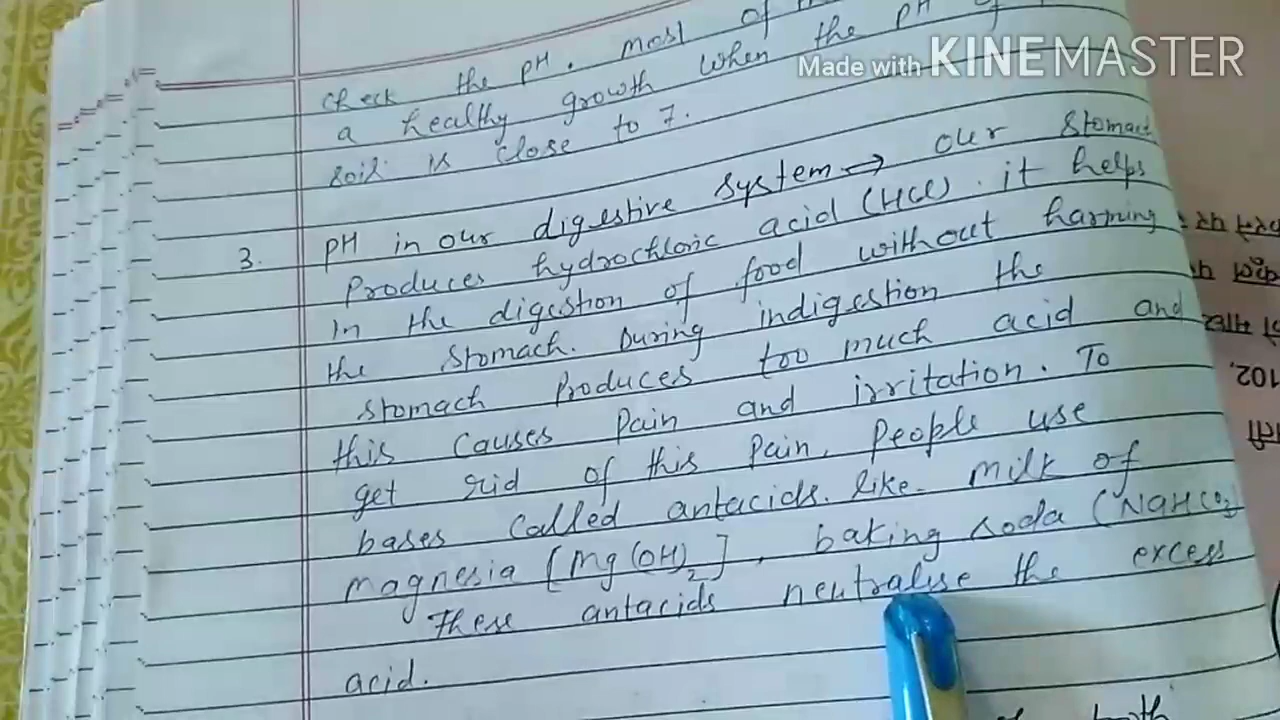 Made with KINEMASTER
check the pH. most of
a healthy growth when the pH of
soil is close to 7.
3. pH in our digestive system → our stomach
produces hydrochloric acid (HCl). it helps
in the digestion of food without harming
the stomach. During indigestion the
stomach produces too much acid and
this causes pain and irritation. To
get rid of this pain, people use
bases called antacids. like milk of
magnesia [Mg(OH)2], baking soda (NaHCO3)
These antacids neutralise the excess
acid.
102.